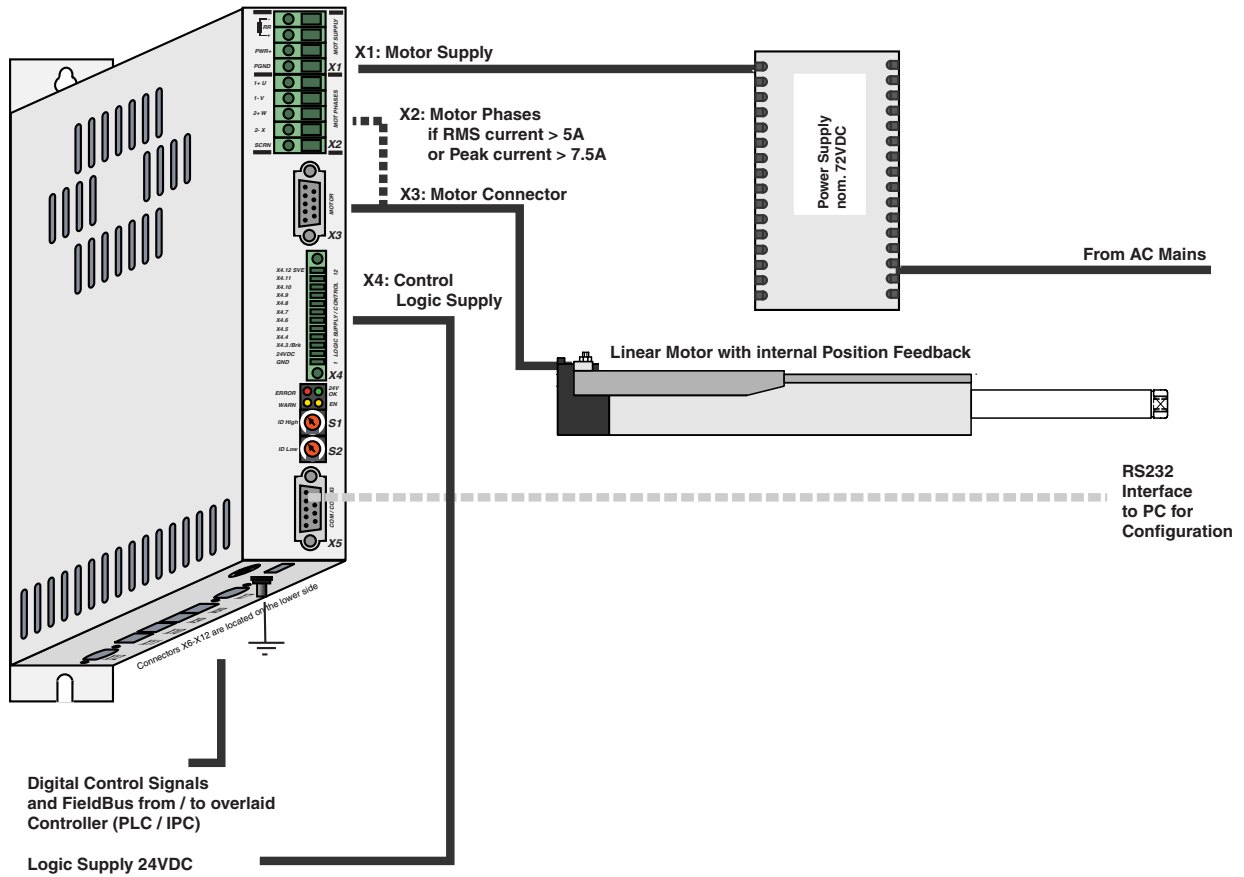 RR
-
+
PWR+
PGND
MOT SUPPLY
X1
1+ U
1- V
2+ W
2- X
SCRN
MOT PHASES
X2
MOTOR
X3
X4.12 SVE
X4.11
X4.10
X4.9
X4.8
X4.7
X4.6
X4.5
X4.4
X4.3 /Brk
24VDC
GND
1 LOGIC SUPPLY / CONTROL 12
X4
ERROR
24V
OK
WARN
EN
ID High
S1
ID Low
S2
X5
Connectors X6-X12 are located on the lower side
X1: Motor Supply
X2: Motor Phases
if RMS current > 5A
or Peak current > 7.5A
X3: Motor Connector
X4: Control
Logic Supply
Power Supply
nom. 72VDC
From AC Mains
Linear Motor with internal Position Feedback
RS232
Interface
to PC for
Configuration
Digital Control Signals
and FieldBus from / to overlaid
Controller (PLC / IPC)
Logic Supply 24VDC